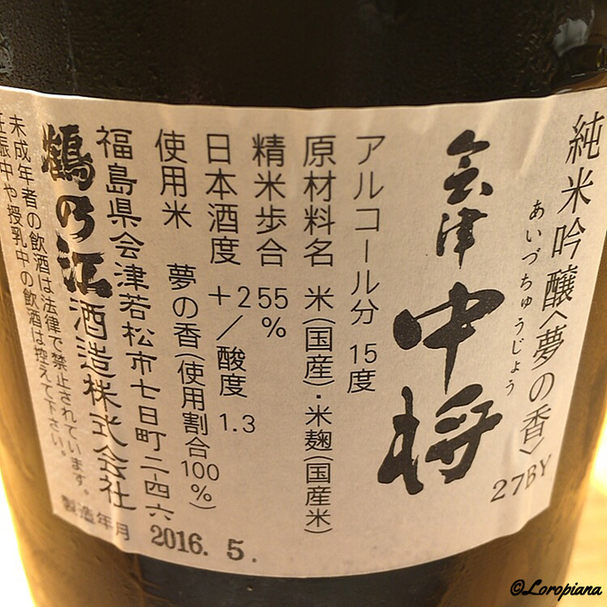 純米吟醸〈夢の香〉
27BY
あいづちゅうじょう
会津中将
アルコール分 15度
原材料名 米(国産)・米麹(国産米)
精米歩合 55%
日本酒度 +2/酸度 1.3
使用米 夢の香(使用割合100%)
福島県会津若松市七日町二-四六
鶴乃江酒造株式会社
未成年者の飲酒は法律で禁止されています。
妊娠中や授乳中の飲酒は控えて下さい。
製造年月 2016. 5.
©Loropiana